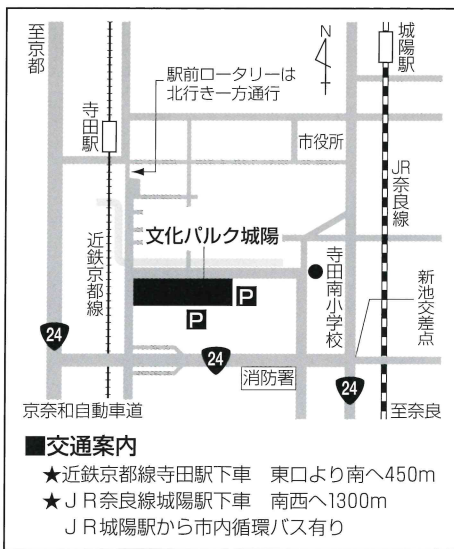 至京都
城陽駅
N
駅前ロータリーは
北行き一方通行
寺田駅
市役所
JR奈良線
近鉄京都線
文化パルク城陽
寺田南小学校
新池交差点
P
P
24
24
24
消防署
京奈和自動車道
至奈良
■交通案内
★近鉄京都線寺田駅下車 東口より南へ450m
★JR奈良線城陽駅下車 南西へ1300m
JR城陽駅から市内循環バス有り